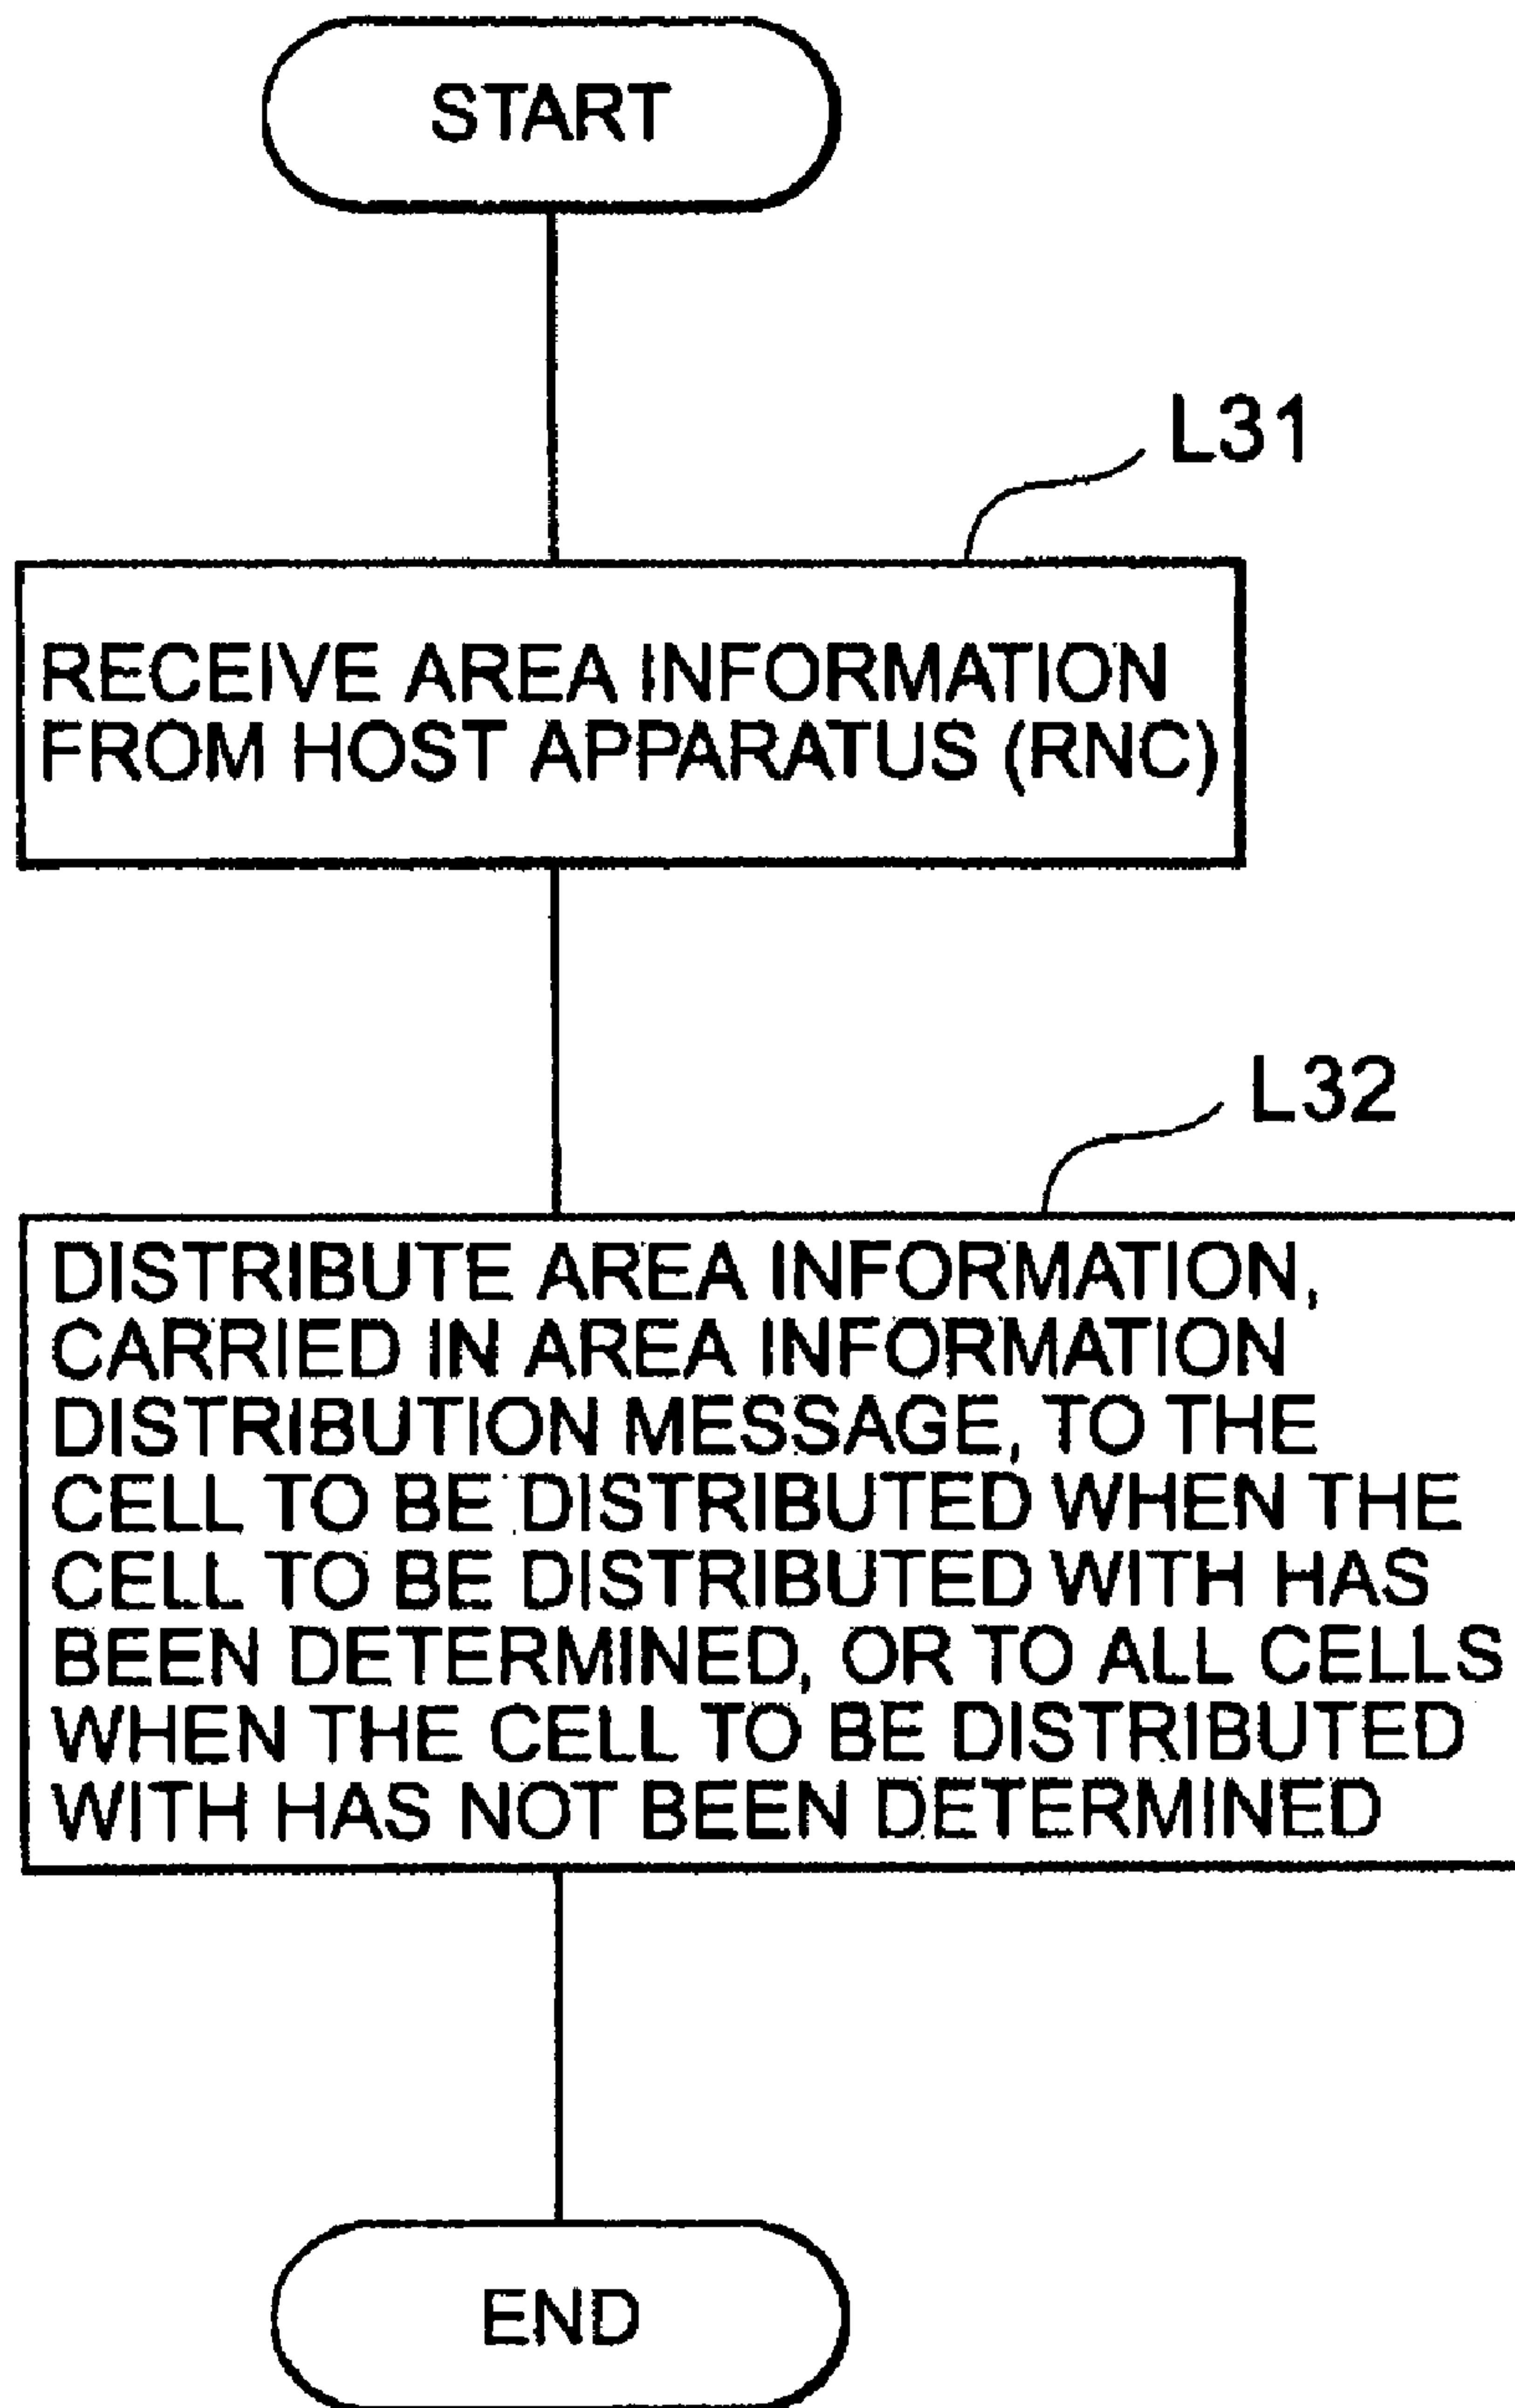 START
L31
RECEIVE AREA INFORMATION
FROM HOST APPARATUS (RNC)
L32
DISTRIBUTE AREA INFORMATION,
CARRIED IN AREA INFORMATION
DISTRIBUTION MESSAGE, TO THE
CELL TO BE DISTRIBUTED WHEN THE
CELL TO BE DISTRIBUTED WITH HAS
BEEN DETERMINED, OR TO ALL CELLS
WHEN THE CELL TO BE DISTRIBUTED
WITH HAS NOT BEEN DETERMINED
END